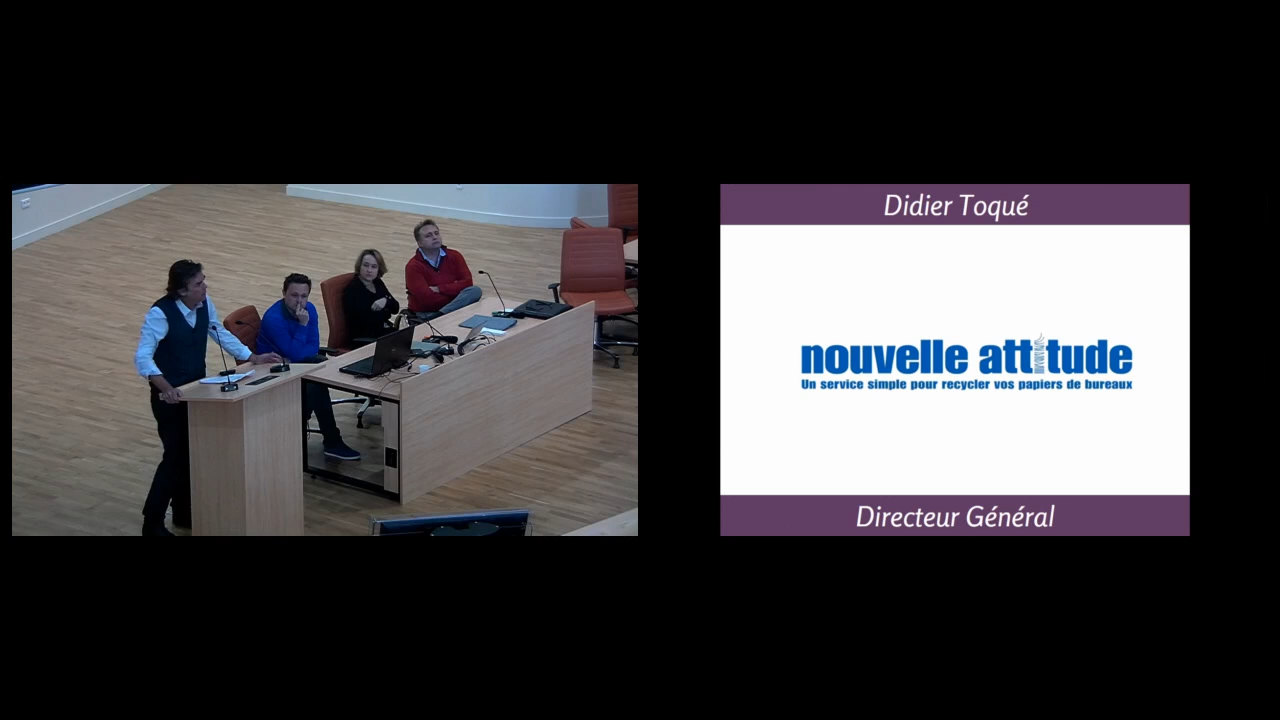 Didier Toqué
nouvelle attitude
Un service simple pour recycler vos papiers de bureaux
Directeur Général